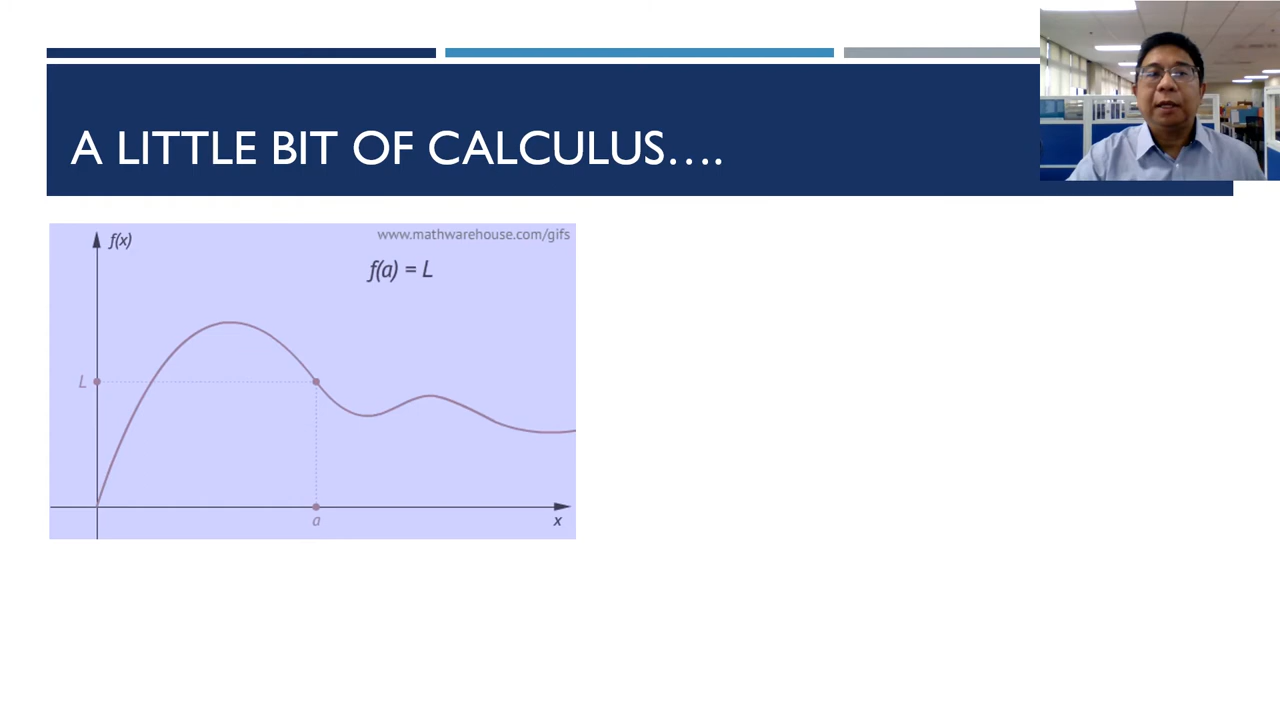 A LITTLE BIT OF CALCULUS....
www.mathwarehouse.com/gifs
f(x)
f(a) = L
L
a
x